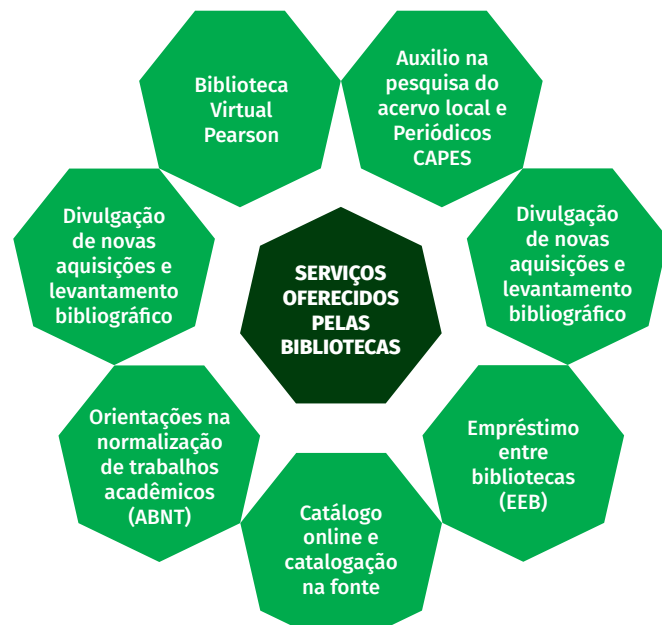 Biblioteca
Virtual
Pearson
Auxilio na
pesquisa do
acervo local e
Periódicos
CAPES
Divulgação
de novas
aquisições e
levantamento
bibliográfico
SERVIÇOS
OFERECIDOS
PELAS
BIBLIOTECAS
Divulgação
de novas
aquisições e
levantamento
bibliográfico
Orientações na
normalização
de trabalhos
acadêmicos
(ABNT)
Empréstimo
entre
bibliotecas
(EEB)
Catálogo
online e
catalogação
na fonte